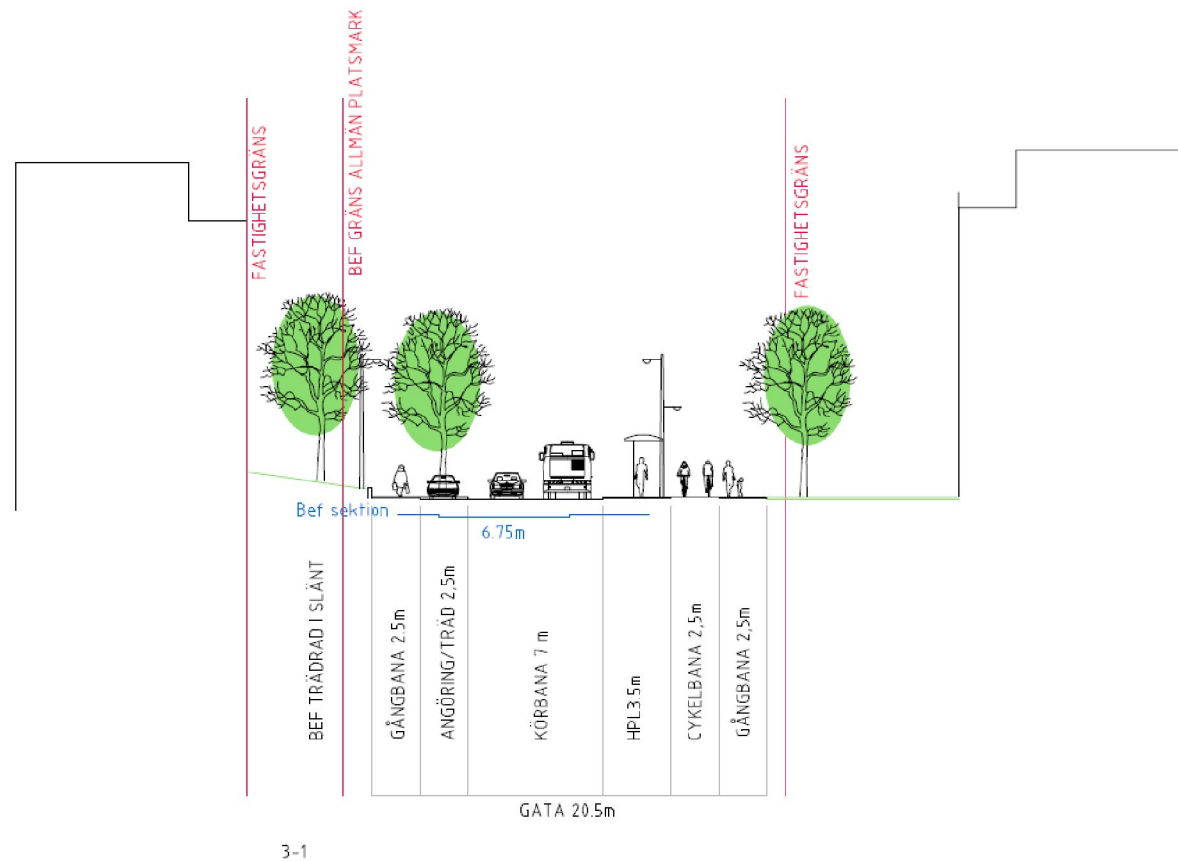 FASTIGHETSGRÄNS
BEF GRÄNS ALLMÄN PLATSMARK
FASTIGHETSGRÄNS
Bef sektion
6.75m
BEF TRÄDRAD I SLÄNT
GÅNGBANA 2.5m
ANGÖRING/TRÄD 2,5m
KÖRBANA 7 m
HPL3.5m
CYKELBANA 2,5m
GÅNGBANA 2,5m
GATA 20.5m
3-1